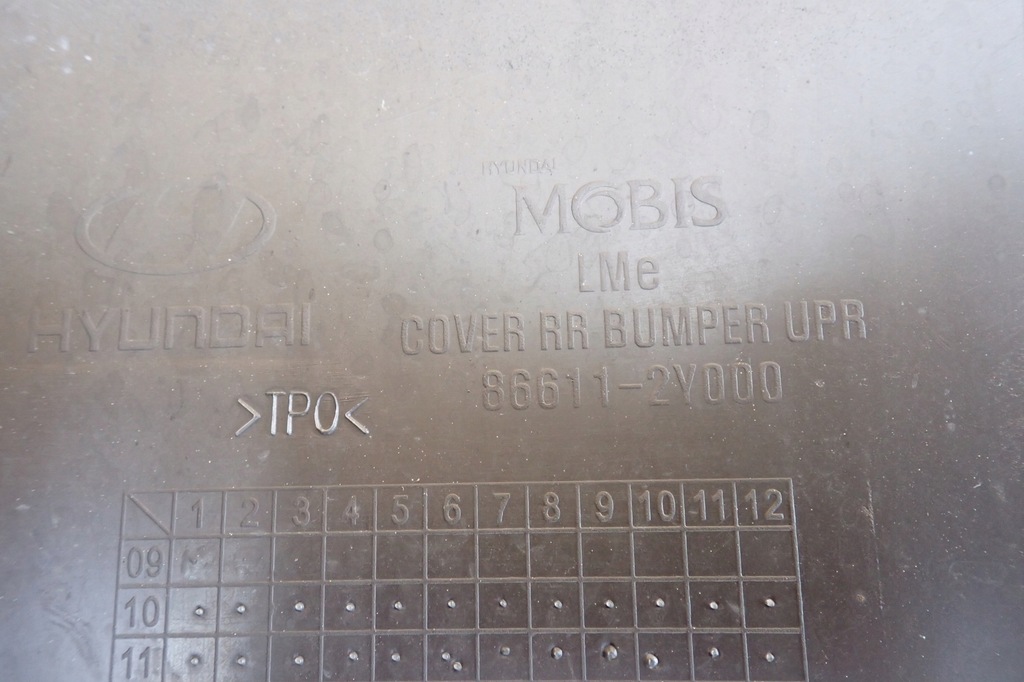 HYUNDAI
MOBIS
LMe
HYUNDAI
COVER RR BUMPER UPR
86611-2Y000
>TPO<
1 2 3 4 5 6 7 8 9 10 11 12
09
10
11